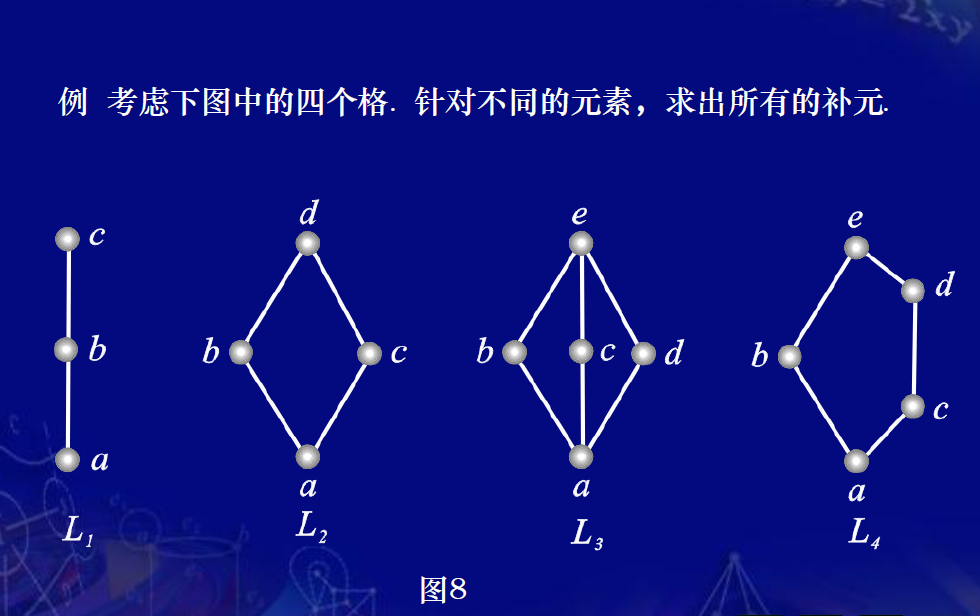 = 2xy
例 考虑下图中的四个格. 针对不同的元素，求出所有的补元.
d e e
c d
b b c b c d b
c
a a a a
L₁ L₂ L₃ L₄
图8